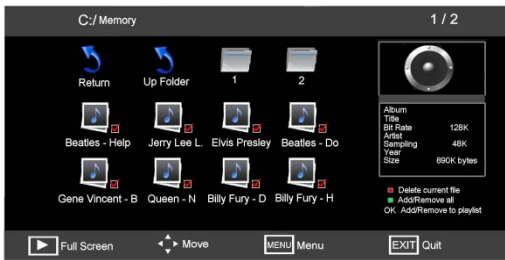 C:/ Memory
1 / 2
Return
Up Folder
1
2
Beatles - Help
Jerry Lee L.
Elvis Presley
Beatles - Do
Gene Vincent - B
Queen - N
Billy Fury - D
Billy Fury - H
Album
Title
Bit Rate 128K
Artist
Sampling 48K
Year
Size 890K bytes
Delete current file
Add/Remove all
OK Add/Remove to playlist
Full Screen
Move
MENU Menu
EXIT Quit